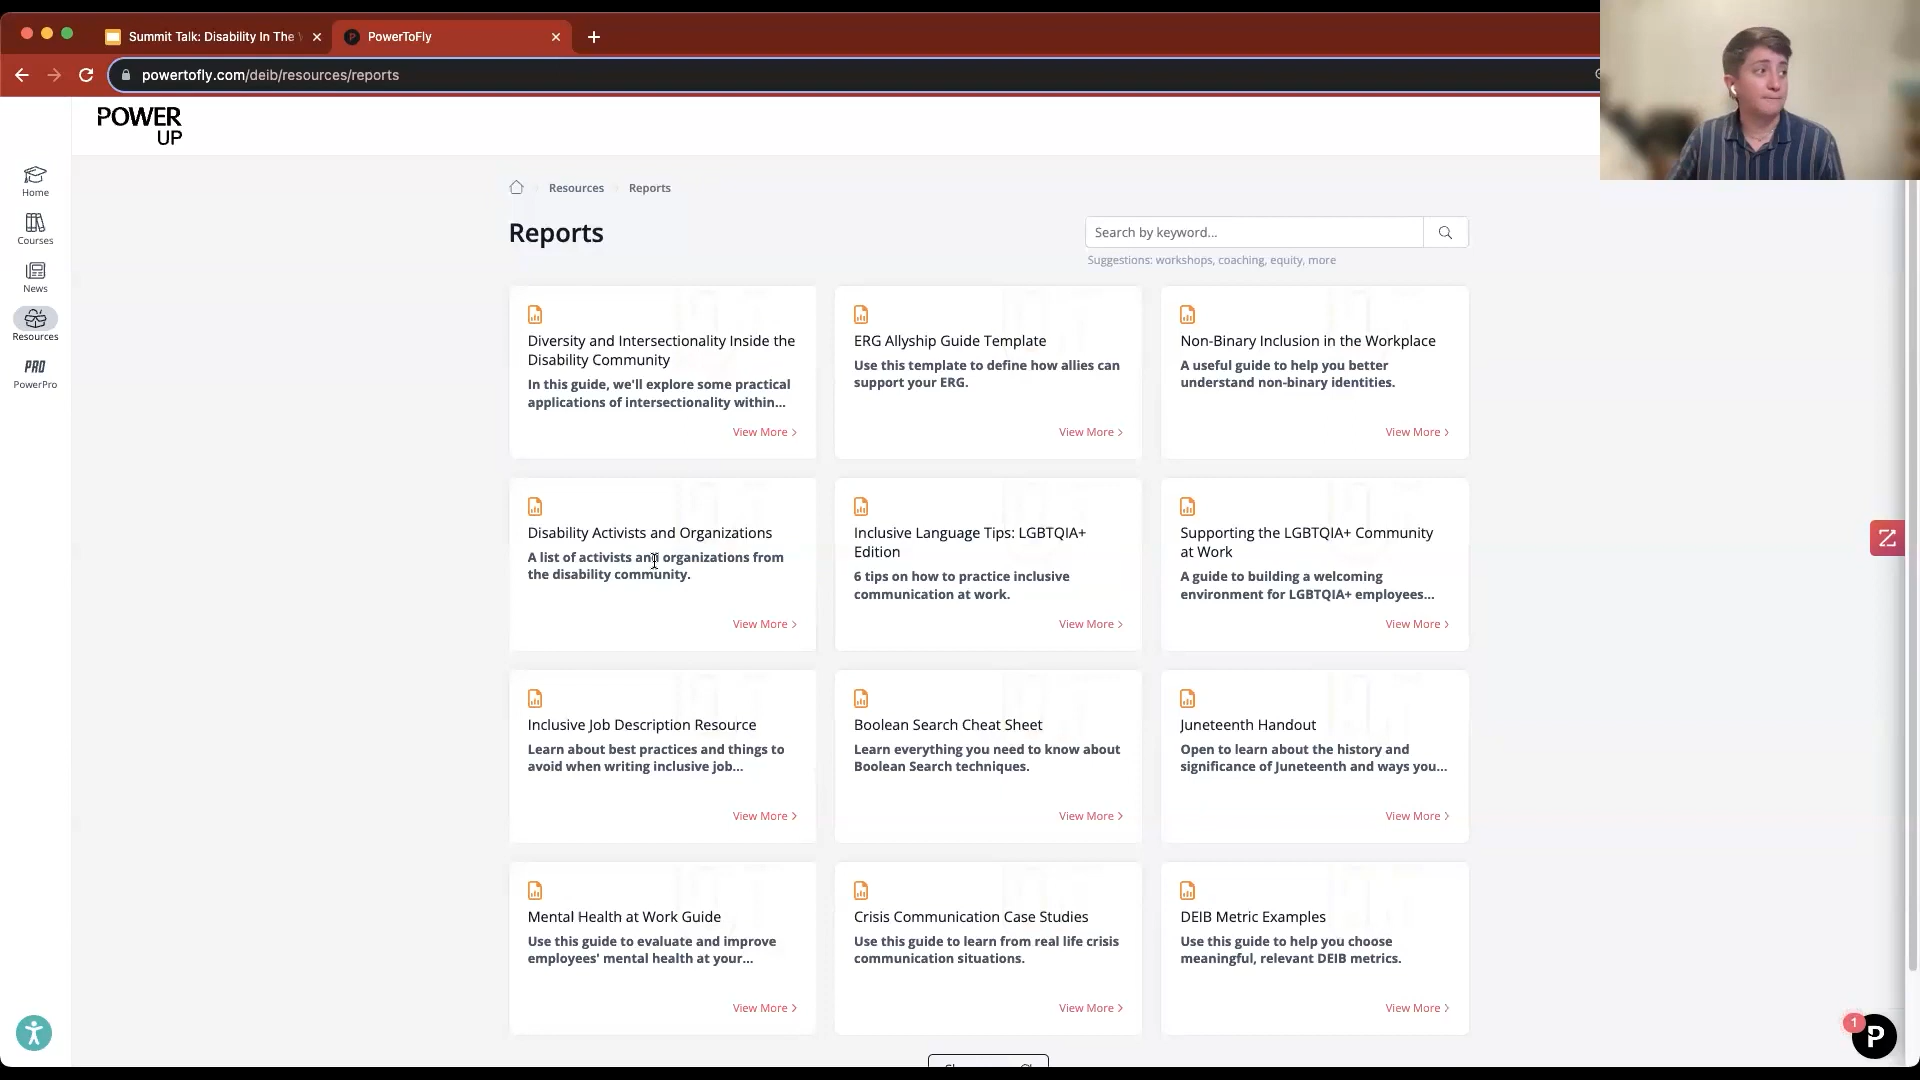 Summit Talk: Disability In The
PowerToFly
powertofly.com/deib/resources/reports
POWER
UP
Home
Courses
News
Resources
PRO
PowerPro
Resources
Reports
Reports
Search by keyword...
Suggestions: workshops, coaching, equity, more
Diversity and Intersectionality Inside the
Disability Community
In this guide, we'll explore some practical
applications of intersectionality within...
View More
ERG Allyship Guide Template
Use this template to define how allies can
support your ERG.
View More
Non-Binary Inclusion in the Workplace
A useful guide to help you better
understand non-binary identities.
View More
Disability Activists and Organizations
A list of activists and organizations from
the disability community.
View More
Inclusive Language Tips: LGBTQIA+
Edition
6 tips on how to practice inclusive
communication at work.
View More
Supporting the LGBTQIA+ Community
at Work
A guide to building a welcoming
environment for LGBTQIA+ employees...
View More
Inclusive Job Description Resource
Learn about best practices and things to
avoid when writing inclusive job...
View More
Boolean Search Cheat Sheet
Learn everything you need to know about
Boolean Search techniques.
View More
Juneteenth Handout
Open to learn about the history and
significance of Juneteenth and ways you...
View More
Mental Health at Work Guide
Use this guide to evaluate and improve
employees' mental health at your...
View More
Crisis Communication Case Studies
Use this guide to learn from real life crisis
communication situations.
View More
DEIB Metric Examples
Use this guide to help you choose
meaningful, relevant DEIB metrics.
View More
1
P